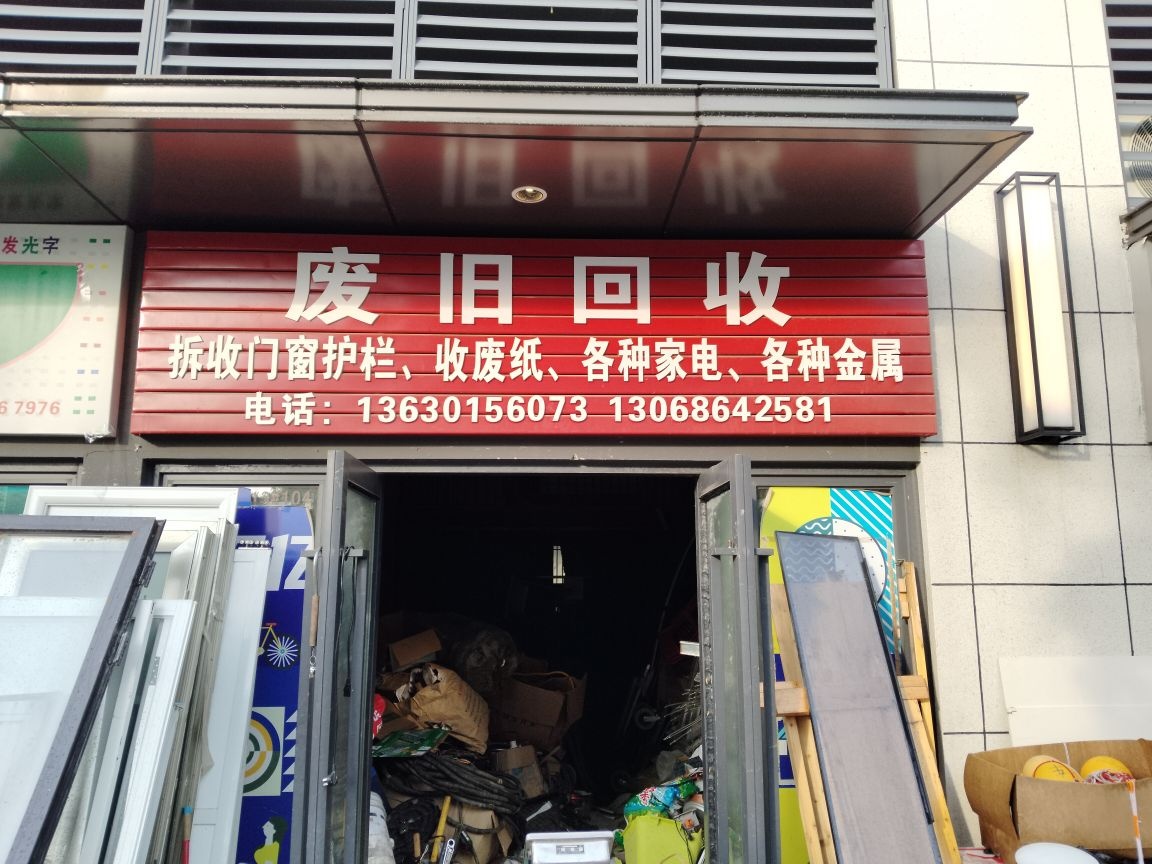 发光字
废旧回收
拆收门窗护栏、收废纸、各种家电、各种金属
电话：13630156073 13068642581
7976
104